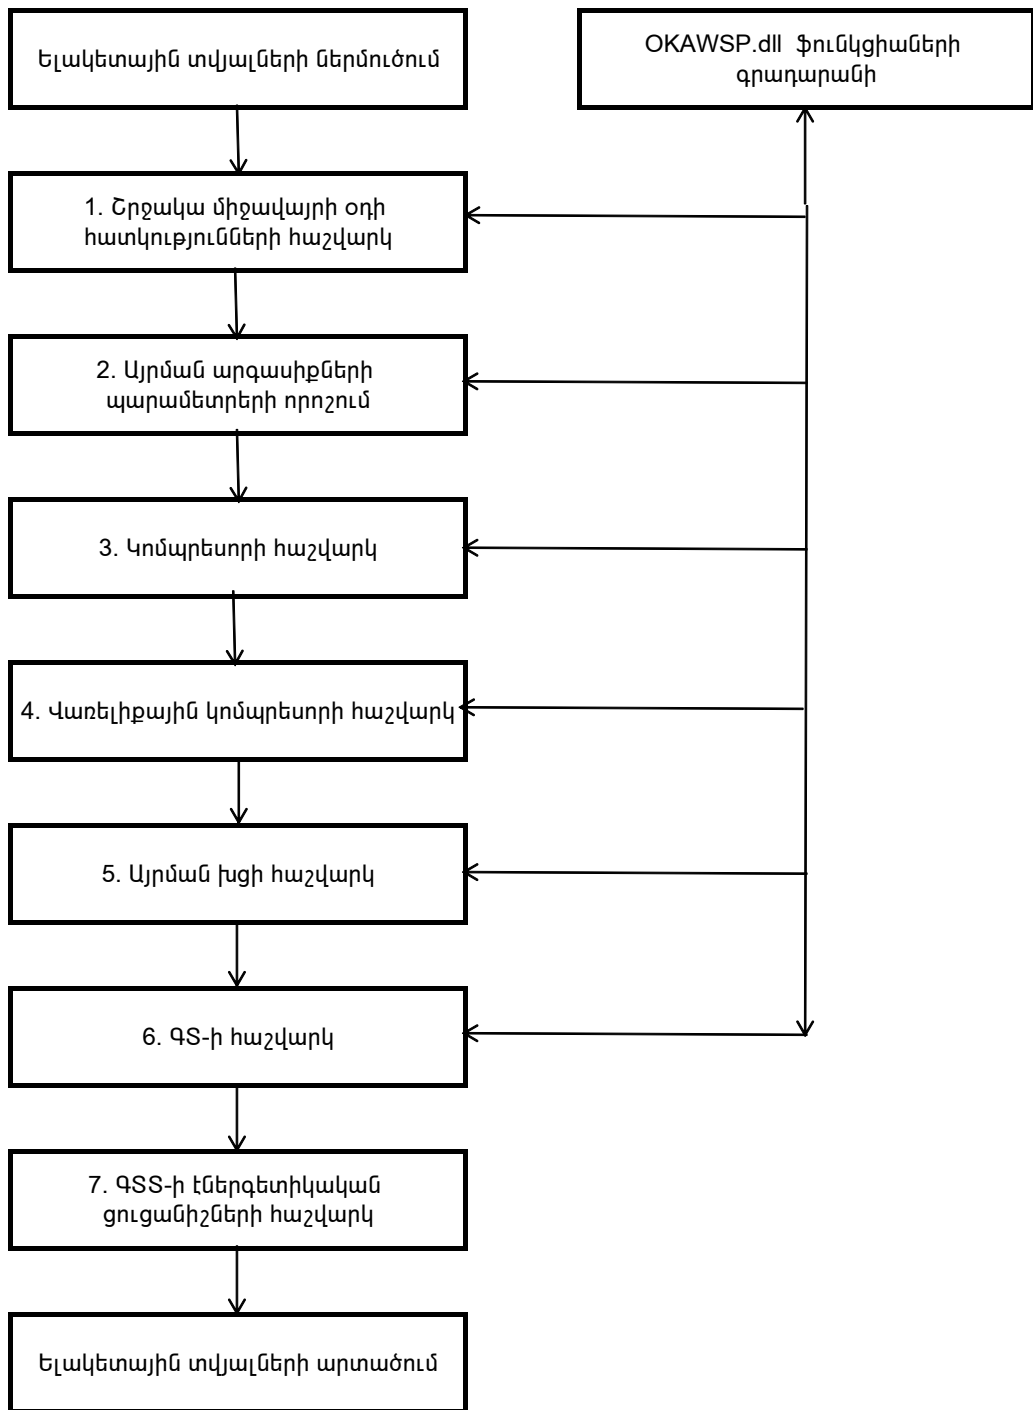 Ելակետային տվյալների ներմուծում
OKAWSP.dll ֆունկցիաների
գրադարանի
1. Շրջակա միջավայրի օդի
հատկությունների հաշվարկ
2. Այրման արգասիքների
պարամետրերի որոշում
3. Կոմպրեսորի հաշվարկ
4. Վառելիքային կոմպրեսորի հաշվարկ
5. Այրման խցի հաշվարկ
6. ԳՏ-ի հաշվարկ
7. ԳՏՏ-ի էներգետիկական
ցուցանիշների հաշվարկ
Ելակետային տվյալների արտածում